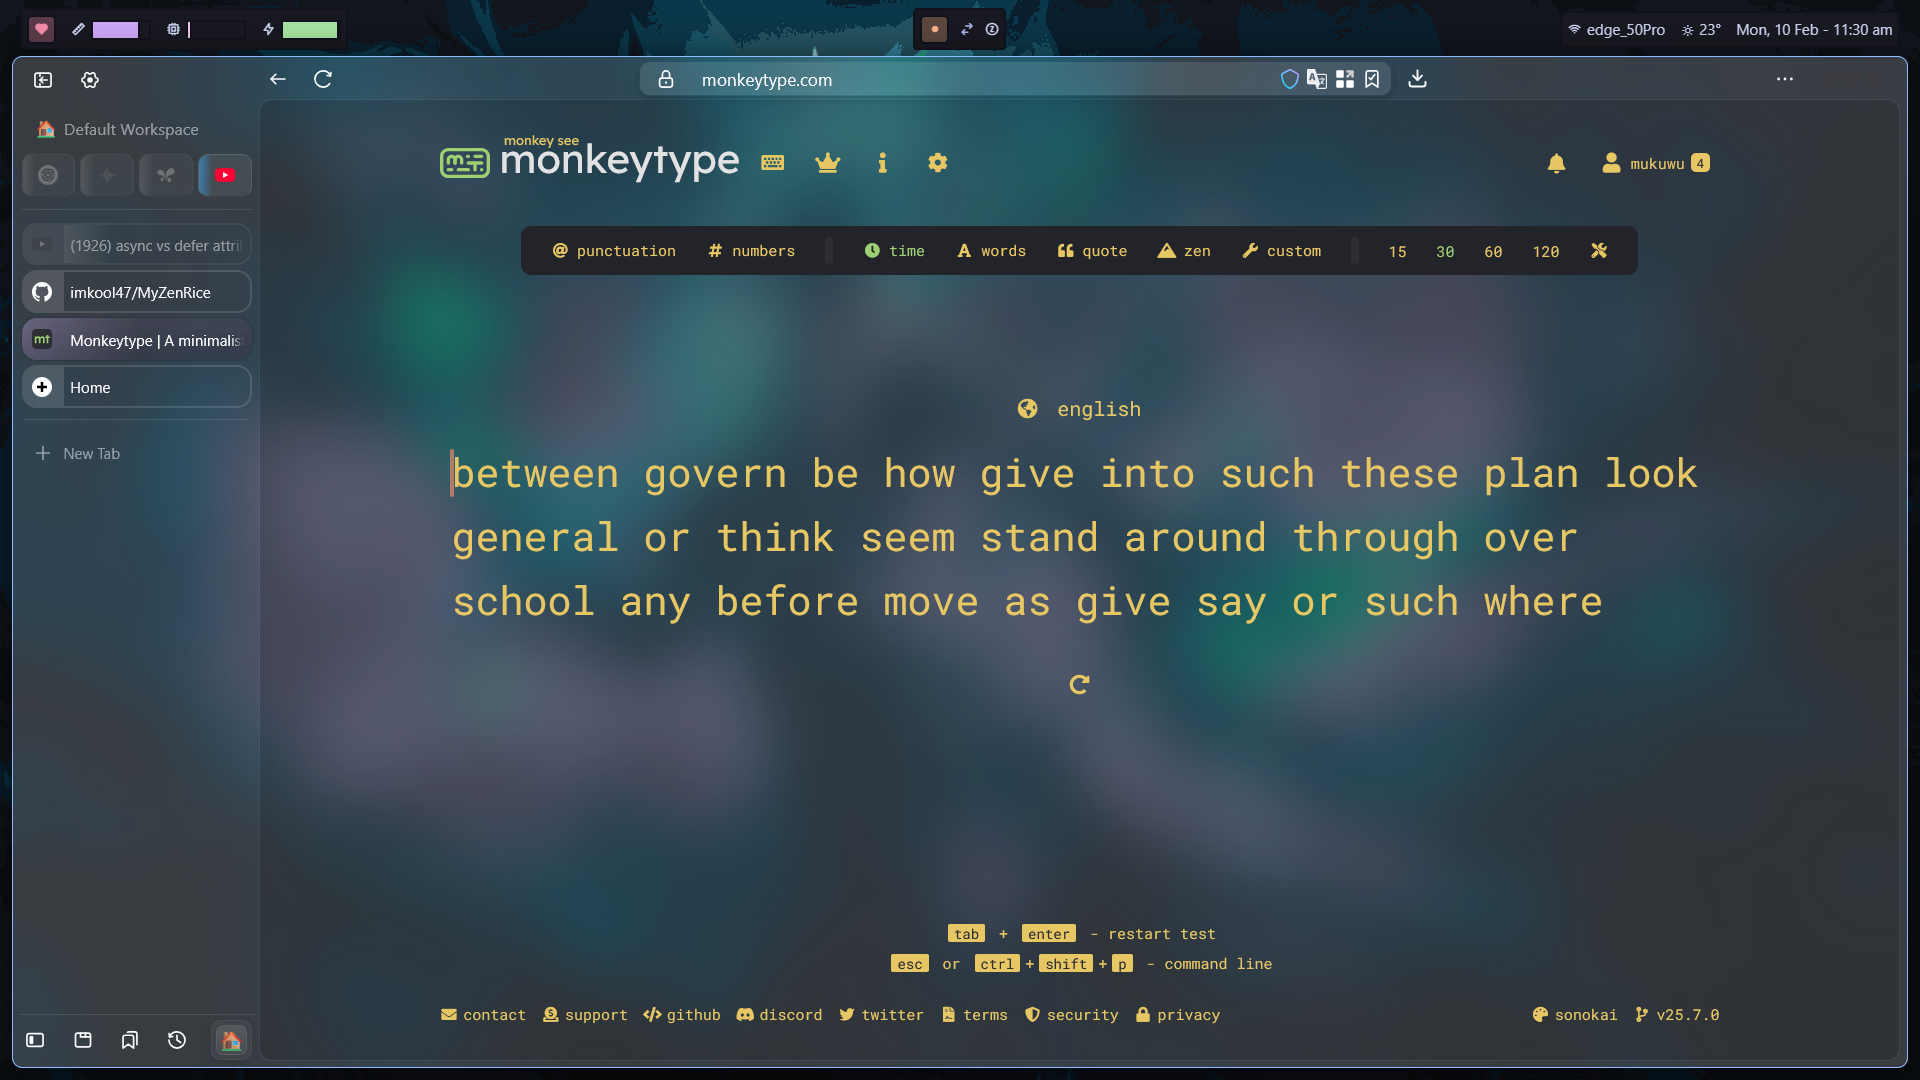 edge_50Pro 23° Mon, 10 Feb - 11:30 am
monkeytype.com
Default Workspace
(1926) async vs defer attri
imkool47/MyZenRice
Monkeytype | A minimalis
Home
New Tab
monkey see
monkeytype
mukuwu 4
@ punctuation # numbers time A words quote zen custom 15 30 60 120
english
between govern be how give into such these plan look
general or think seem stand around through over
school any before move as give say or such where
tab + enter - restart test
esc or ctrl + shift + p - command line
contact support github discord twitter terms security privacy sonokai v25.7.0